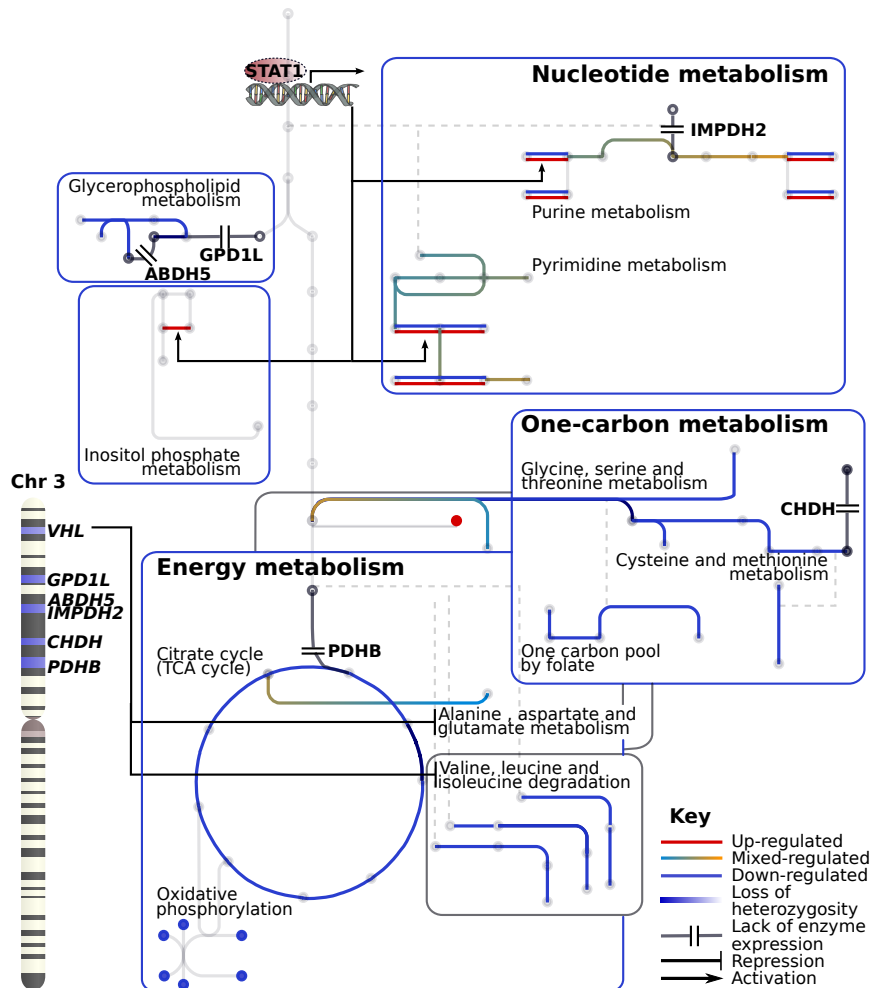 STAT1
Nucleotide metabolism
IMPDH2
Purine metabolism
Pyrimidine metabolism
Glycerophospholipid
metabolism
GPD1L
ABDH5
Inositol phosphate
metabolism
One-carbon metabolism
Glycine, serine and
threonine metabolism
CHDH
Cysteine and methionine
metabolism
One carbon pool
by folate
Chr 3
VHL
GPD1L
ABDH5
IMPDH2
CHDH
PDHB
Energy metabolism
PDHB
Citrate cycle
(TCA cycle)
Alanine , aspartate and
glutamate metabolism
Valine, leucine and
isoleucine degradation
Oxidative
phosphorylation
Key
Up-regulated
Mixed-regulated
Down-regulated
Loss of
heterozygosity
Lack of enzyme
expression
Repression
Activation